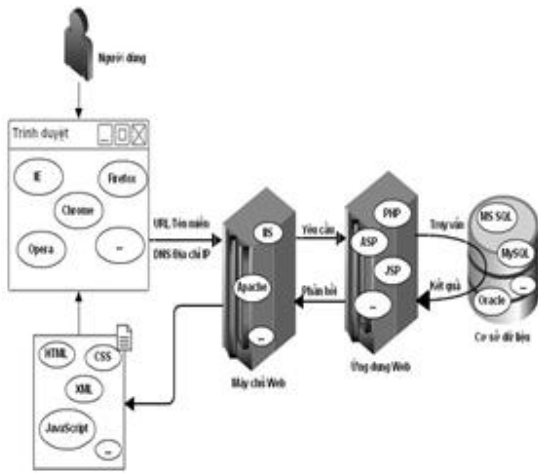 Người dùng
Trình duyệt
IE
Firefox
Chrome
Opera
...
URL Tên miền
DNS Địa chỉ IP
IIS
Apache
...
Máy chủ Web
Yêu cầu
Phản hồi
PHP
ASP
JSP
...
Ứng dụng Web
Truy vấn
Kết quả
MS SQL
MySQL
...
Oracle
Cơ sở dữ liệu
HTML
CSS
XML
JavaScript
...